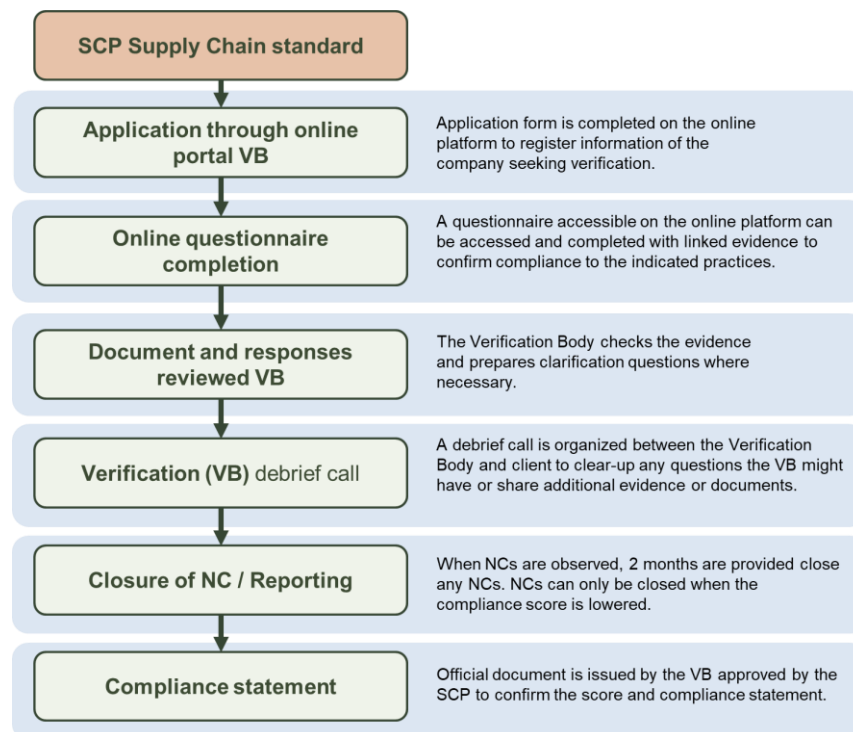 SCP Supply Chain standard
Application through online
portal VB
Application form is completed on the online
platform to register information of the
company seeking verification.
Online questionnaire
completion
A questionnaire accessible on the online platform can
be accessed and completed with linked evidence to
confirm compliance to the indicated practices.
Document and responses
reviewed VB
The Verification Body checks the evidence
and prepares clarification questions where
necessary.
Verification (VB) debrief call
A debrief call is organized between the Verification
Body and client to clear-up any questions the VB might
have or share additional evidence or documents.
Closure of NC / Reporting
When NCs are observed, 2 months are provided close
any NCs. NCs can only be closed when the
compliance score is lowered.
Compliance statement
Official document is issued by the VB approved by the
SCP to confirm the score and compliance statement.